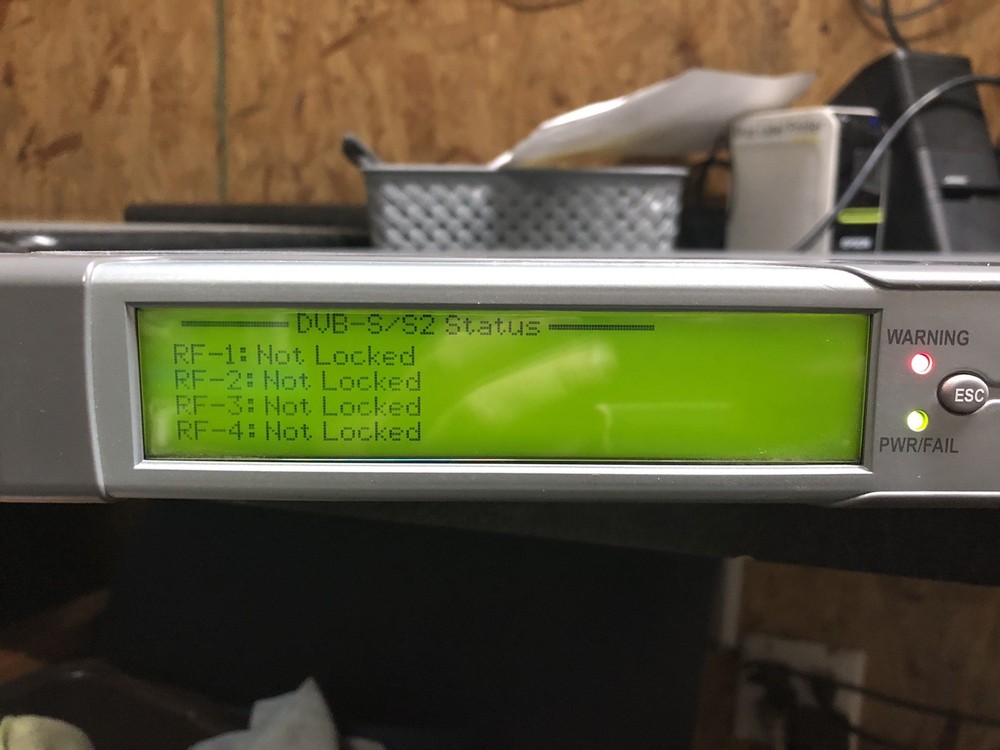 DVB-S/S2 Status
RF-1: Not Locked
RF-2: Not Locked
RF-3: Not Locked
RF-4: Not Locked
WARNING
ESC
PWR/FAIL